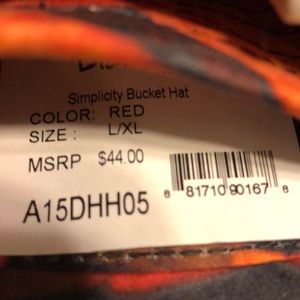 Simplicity Bucket Hat
COLOR: RED
SIZE : L/XL
MSRP $44.00
A15DHH05
8 81710 90167 8